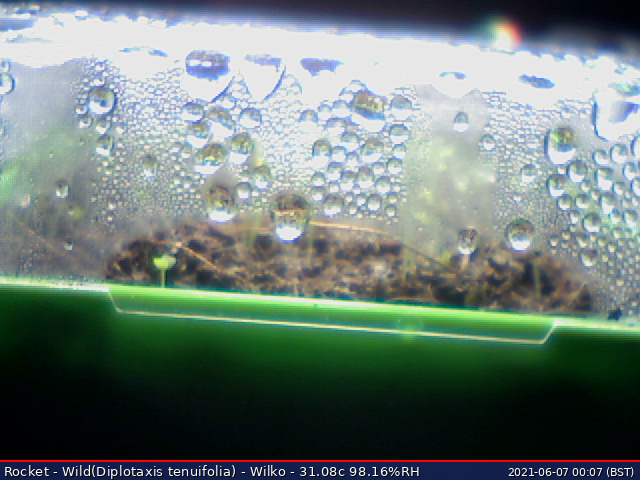 Rocket - Wild(Diplotaxis tenuifolia) - Wilko - 31.08c 98.16%RH 2021-06-07 00:07 (BST)